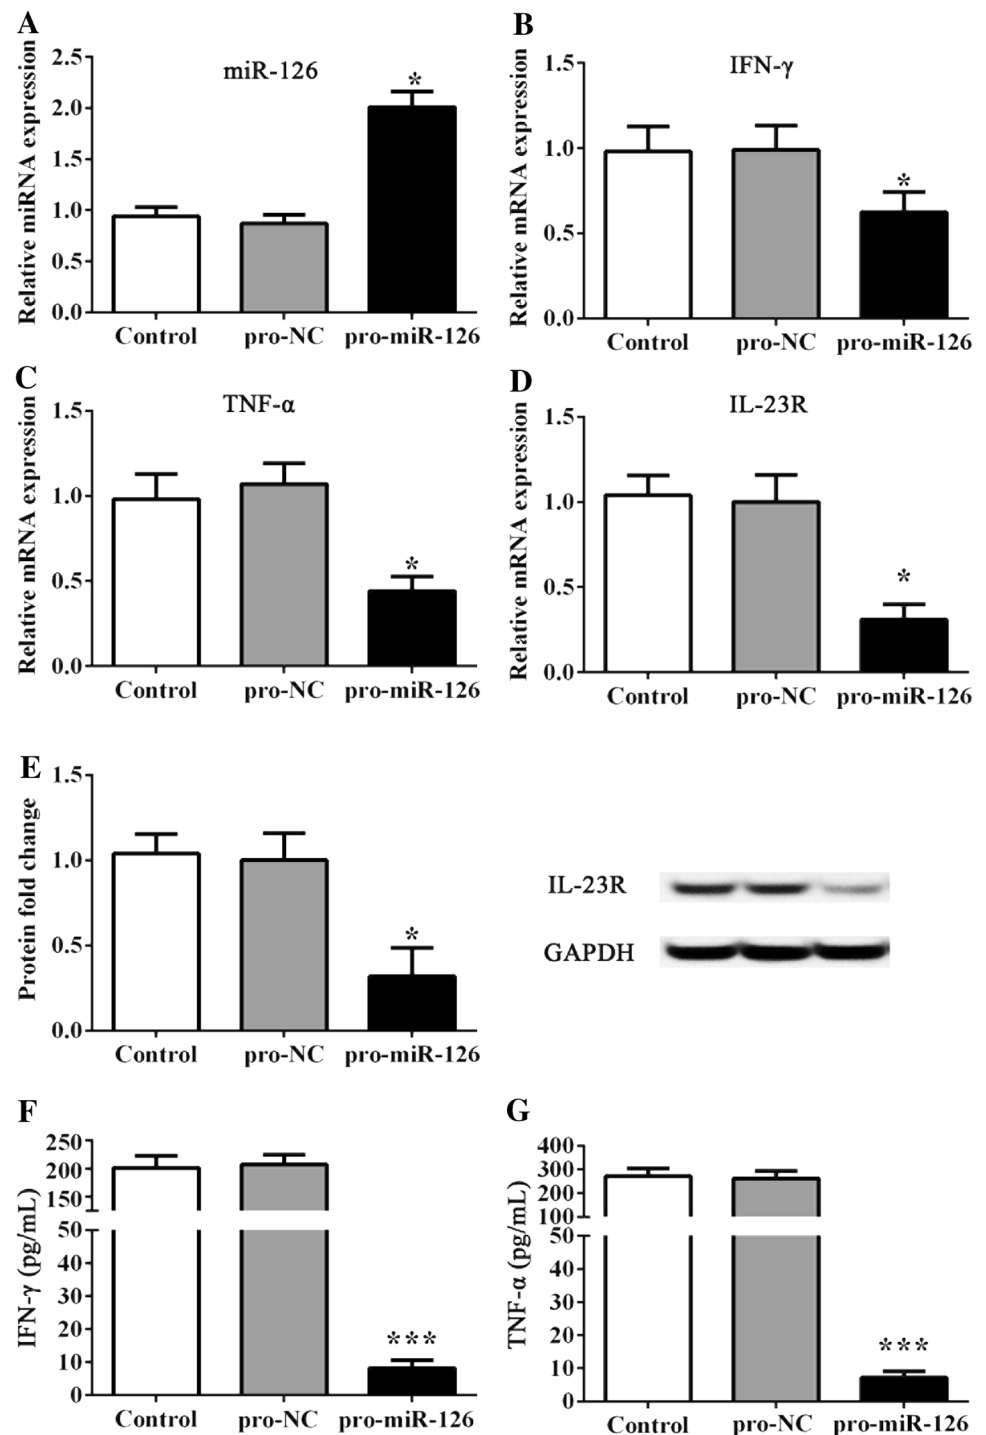 A
miR-126
Relative miRNA expression
2.5
2.0
1.5
1.0
0.5
0.0
*
Control pro-NC pro-miR-126
B
IFN-γ
Relative mRNA expression
1.5
1.0
0.5
0.0
*
Control pro-NC pro-miR-126
C
TNF-α
Relative mRNA expression
1.5
1.0
0.5
0.0
*
Control pro-NC pro-miR-126
D
IL-23R
Relative mRNA expression
1.5
1.0
0.5
0.0
*
Control pro-NC pro-miR-126
E
Protein fold change
1.5
1.0
0.5
0.0
*
Control pro-NC pro-miR-126
IL-23R
GAPDH
F
IFN-γ (pg/mL)
250
200
150
50
40
30
20
10
0
***
Control pro-NC pro-miR-126
G
TNF-α (pg/mL)
400
300
200
100
50
40
30
20
10
0
***
Control pro-NC pro-miR-126